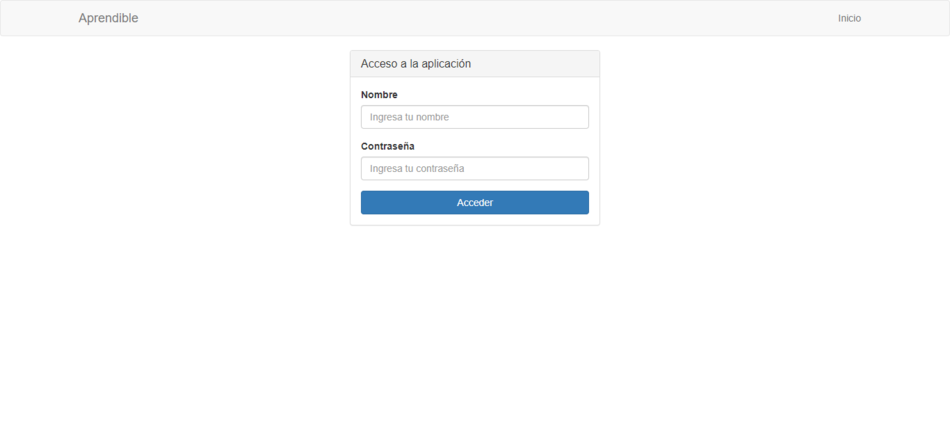 Aprendible
Inicio
Acceso a la aplicación
Nombre
Ingresa tu nombre
Contraseña
Ingresa tu contraseña
Acceder